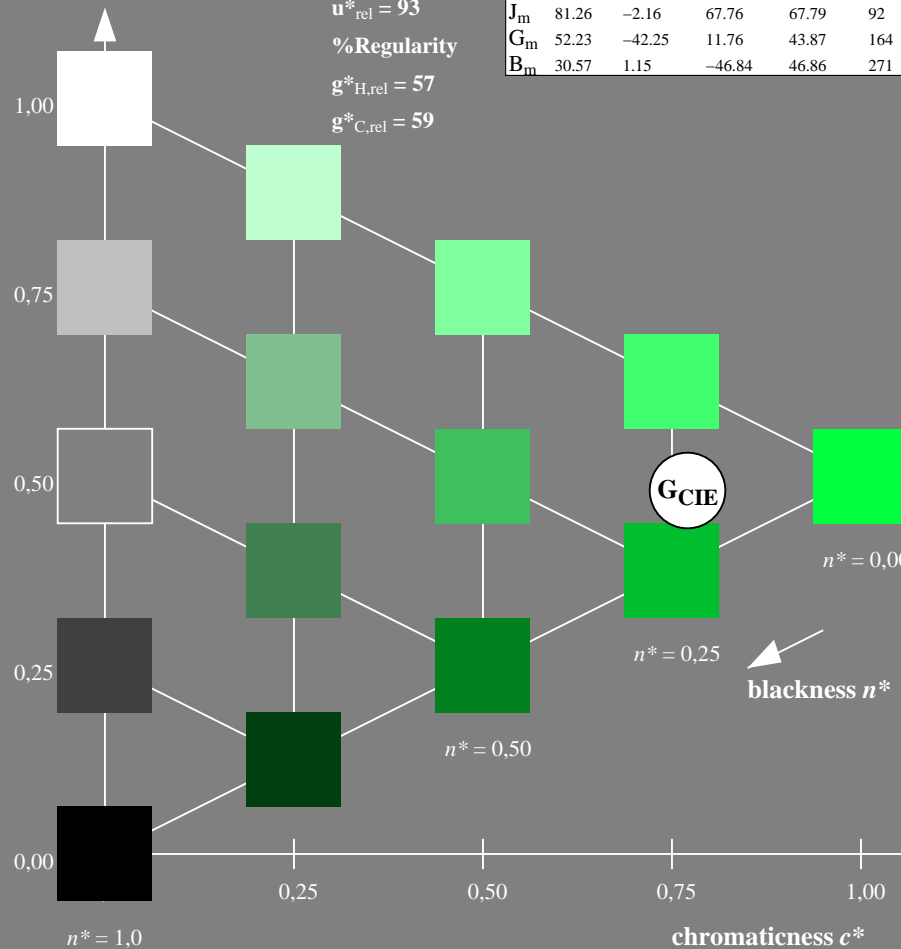 u*rel = 93
%Regularity
g*H,rel = 57
g*C,rel = 59
Jm 81.26 −2.16 67.76 67.79 92
Gm 52.23 −42.25 11.76 43.87 164
Bm 30.57 1.15 −46.84 46.86 271
1,00
0,75
0,50
GCIE
n* = 0,00
n* = 0,25
0,25
blackness n*
n* = 0,50
0,00
0,25 0,50 0,75 1,00
n* = 1,0
chromaticness c*